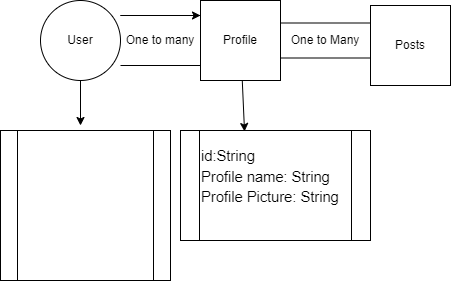 User
One to many
Profile
One to Many
Posts
id:String
Profile name: String
Profile Picture: String